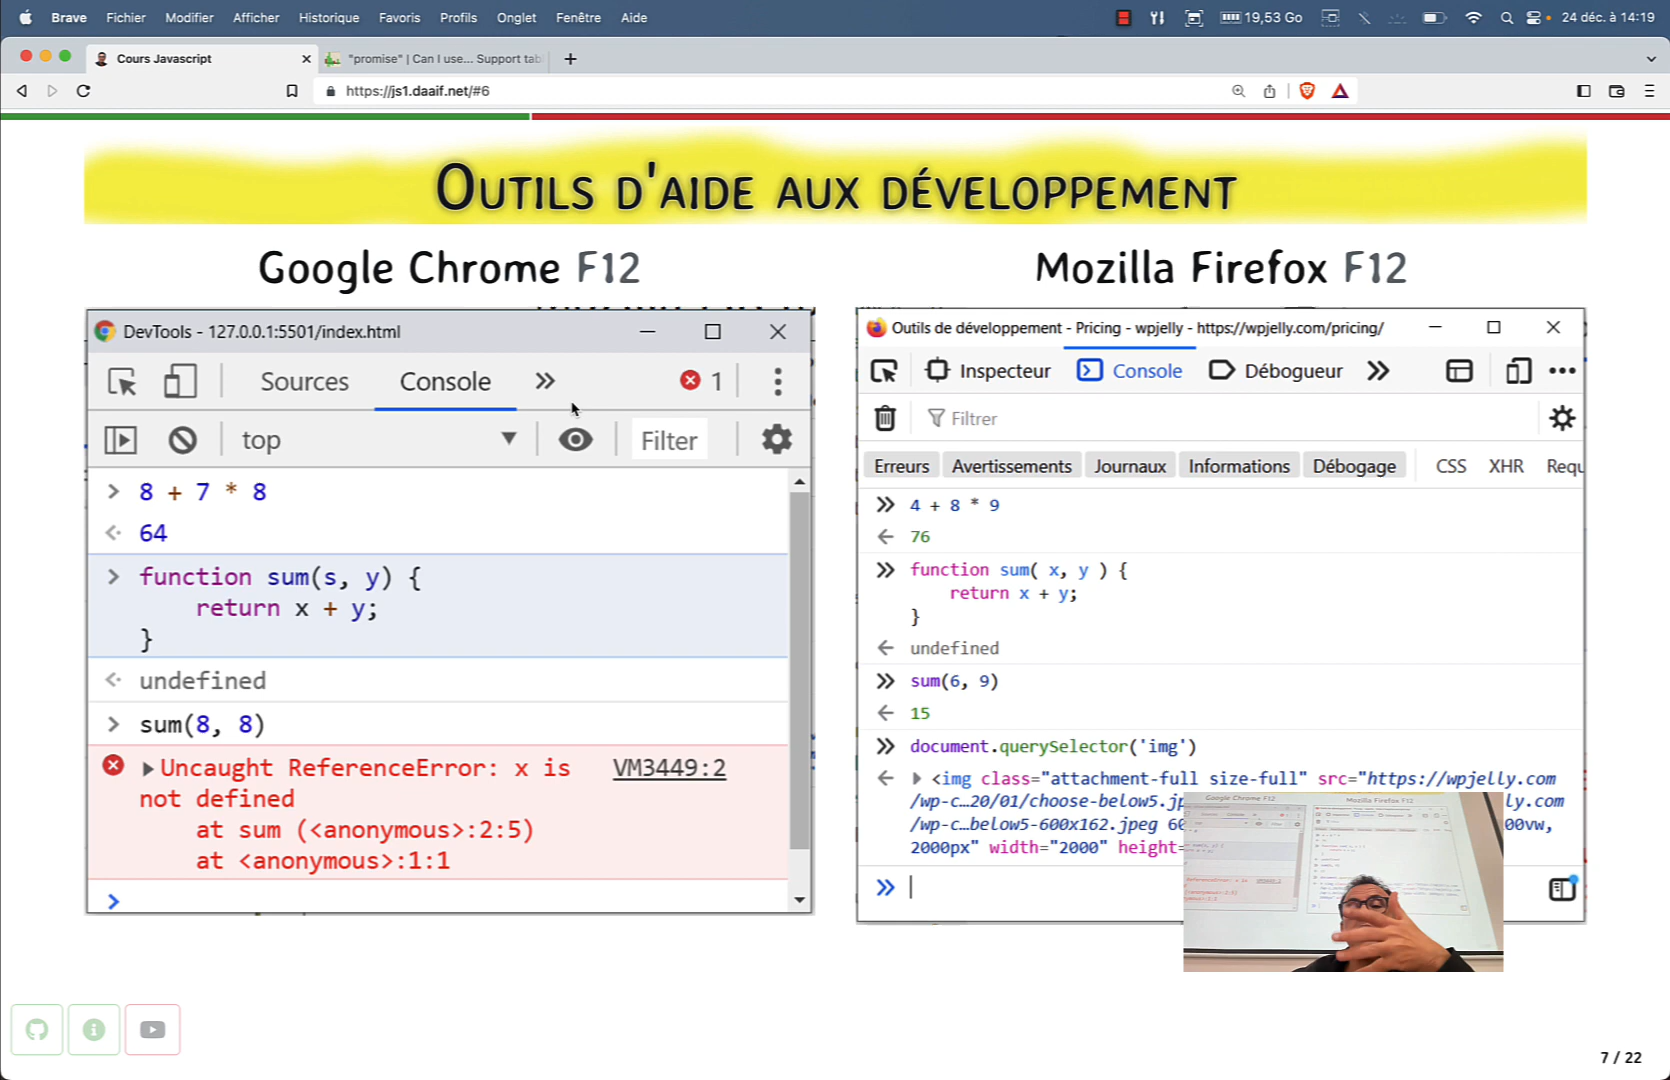 Brave Fichier Modifier Afficher Historique Favoris Profils Onglet Fenêtre Aide
19,53 Go 24 déc. à 14:19
Cours Javascript
"promise" | Can I use... Support tab
https://js1.daaif.net/#6
Outils d'aide aux développement
Google Chrome F12
DevTools - 127.0.0.1:5501/index.html
Sources Console 1
top Filter
8 + 7 * 8
64
function sum(s, y) {
return x + y;
}
undefined
sum(8, 8)
Uncaught ReferenceError: x is VM3449:2
not defined
at sum (<anonymous>:2:5)
at <anonymous>:1:1
Mozilla Firefox F12
Outils de développement - Pricing - wpjelly - https://wpjelly.com/pricing/
Inspecteur Console Débogueur
Filtrer
Erreurs Avertissements Journaux Informations Débogage CSS XHR Requ
4 + 8 * 9
76
function sum( x, y ) {
return x + y;
}
undefined
sum(6, 9)
15
document.querySelector('img')
<img class="attachment-full size-full" src="https://wpjelly.com
/wp-c…20/01/choose-below5.jp ly.com
/wp-c…below5-600x162.jpeg 60 00vw,
2000px" width="2000" height=
Google Chrome F12 Mozilla Firefox F12
7 / 22